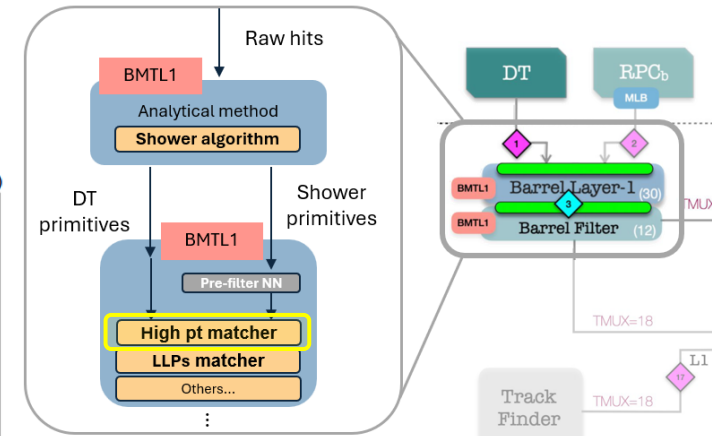 Raw hits
BMTL1
Analytical method
Shower algorithm
DT
primitives
Shower
primitives
BMTL1
Pre-filter NN
High pt matcher
LLPs matcher
Others...
⋮
DT
RPCb
MLB
1
2
BMTL1
Barrel Layer-1
(30)
3
TMUX
BMTL1
Barrel Filter
(12)
TMUX=18
L1
17
Track
Finder
TMUX=18